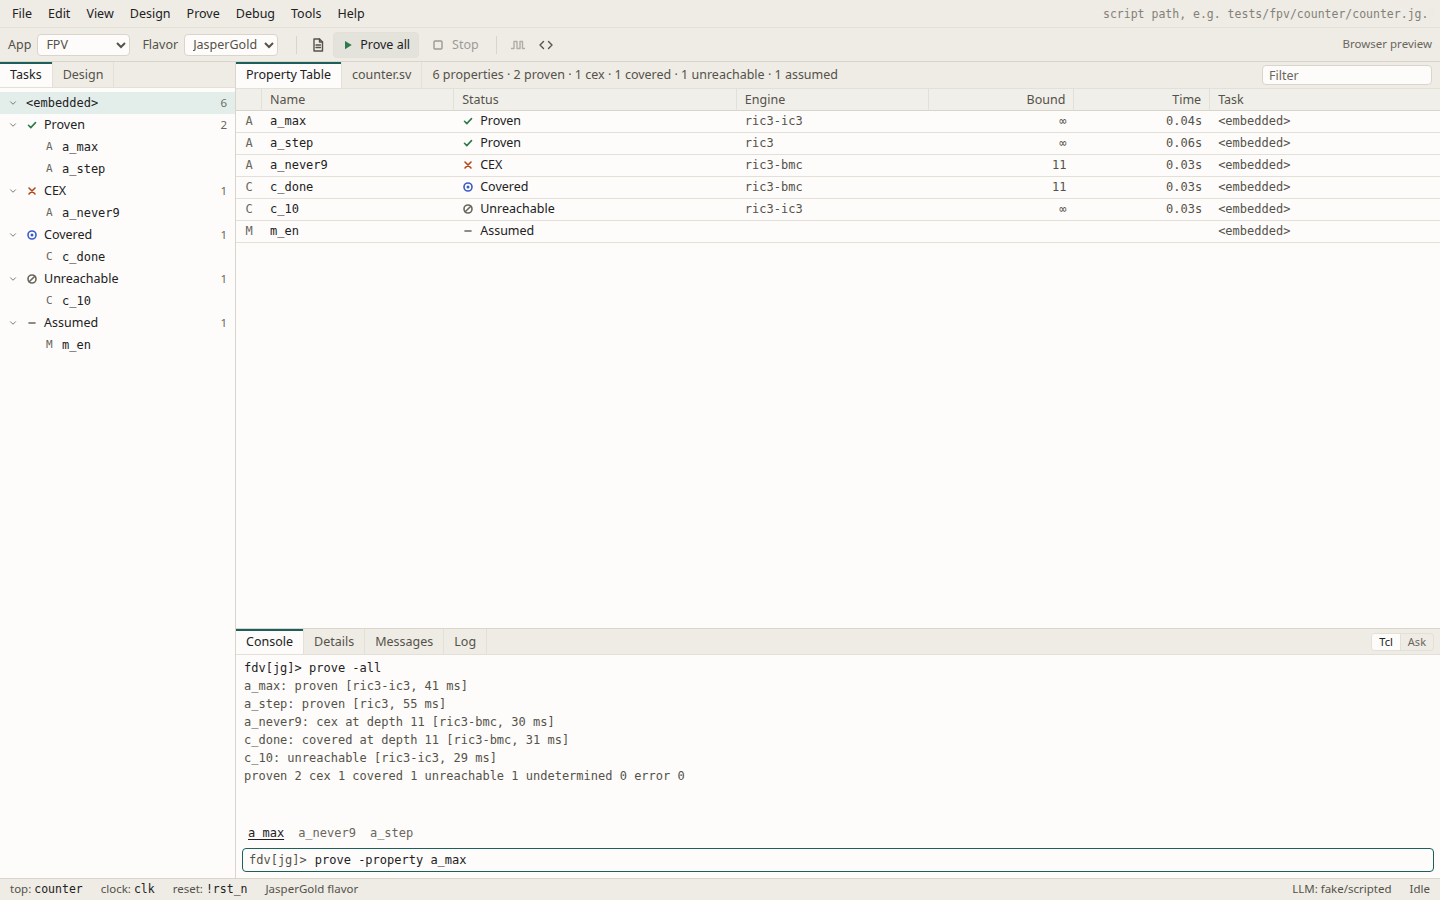 File Edit View Design Prove Debug Tools Help script path, e.g. tests/fpv/counter/counter.jg.
App FPV Flavor JasperGold Prove all Stop Browser preview
Tasks Design Property Table counter.sv 6 properties · 2 proven · 1 cex · 1 covered · 1 unreachable · 1 assumed Filter
Name Status Engine Bound Time Task
<embedded> 6
Proven 2
A a_max
A a_step
CEX 1
A a_never9
Covered 1
C c_done
Unreachable 1
C c_10
Assumed 1
M m_en
A a_max Proven ric3-ic3 ∞ 0.04s <embedded>
A a_step Proven ric3 ∞ 0.06s <embedded>
A a_never9 CEX ric3-bmc 11 0.03s <embedded>
C c_done Covered ric3-bmc 11 0.03s <embedded>
C c_10 Unreachable ric3-ic3 ∞ 0.03s <embedded>
M m_en Assumed <embedded>
Console Details Messages Log Tcl Ask
fdv[jg]> prove -all
a_max: proven [ric3-ic3, 41 ms]
a_step: proven [ric3, 55 ms]
a_never9: cex at depth 11 [ric3-bmc, 30 ms]
c_done: covered at depth 11 [ric3-bmc, 31 ms]
c_10: unreachable [ric3-ic3, 29 ms]
proven 2 cex 1 covered 1 unreachable 1 undetermined 0 error 0
a_max a_never9 a_step
fdv[jg]> prove -property a_max
top: counter clock: clk reset: !rst_n JasperGold flavor LLM: fake/scripted Idle